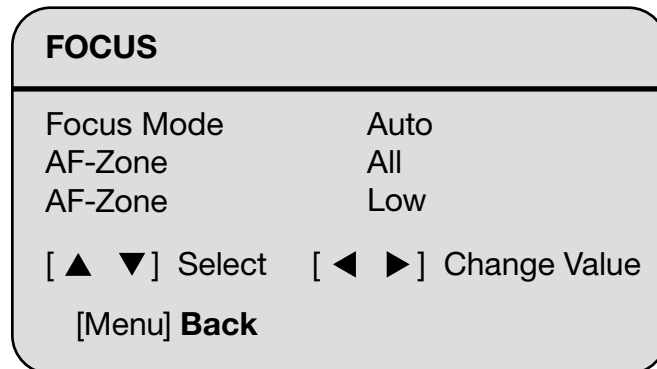 FOCUS
Focus Mode Auto
AF-Zone All
AF-Zone Low
[ ▲ ▼ ] Select [ ◀ ▶ ] Change Value
[Menu] Back